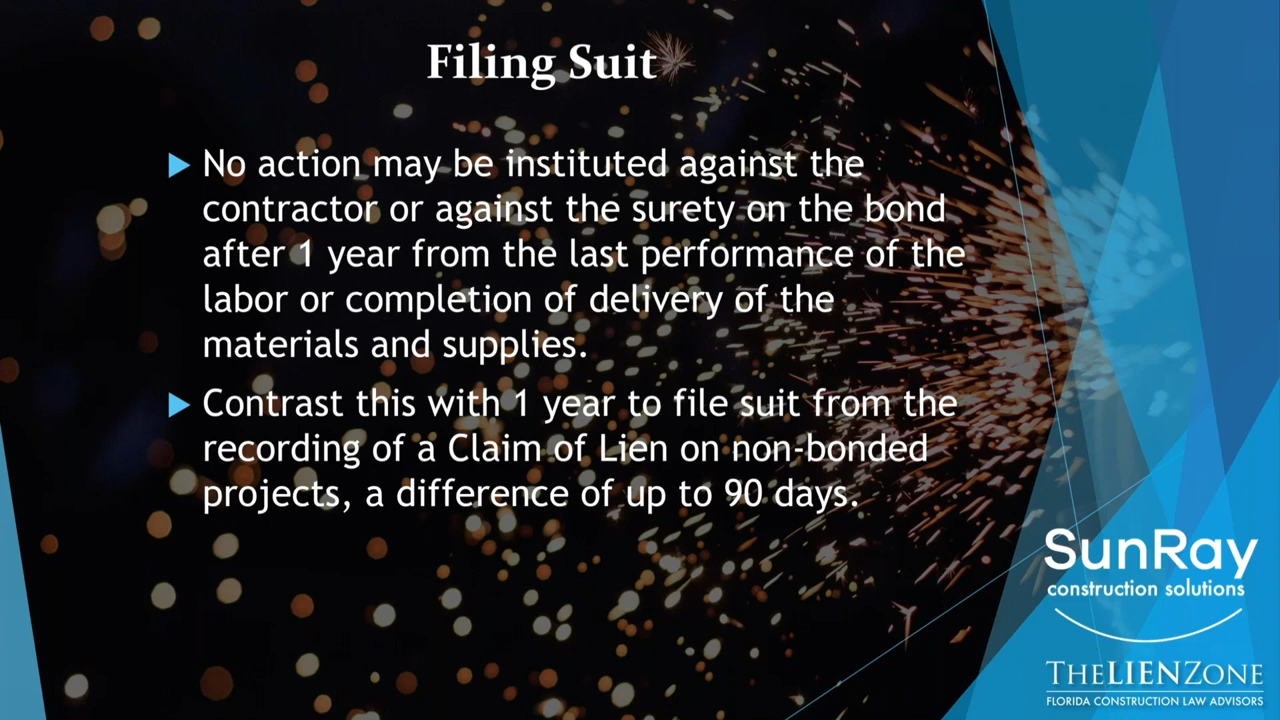 Filing Suit
No action may be instituted against the
contractor or against the surety on the bond
after 1 year from the last performance of the
labor or completion of delivery of the
materials and supplies.
Contrast this with 1 year to file suit from the
recording of a Claim of Lien on non-bonded
projects, a difference of up to 90 days.
SunRay
construction solutions
THELIENZONE
FLORIDA CONSTRUCTION LAW ADVISORS